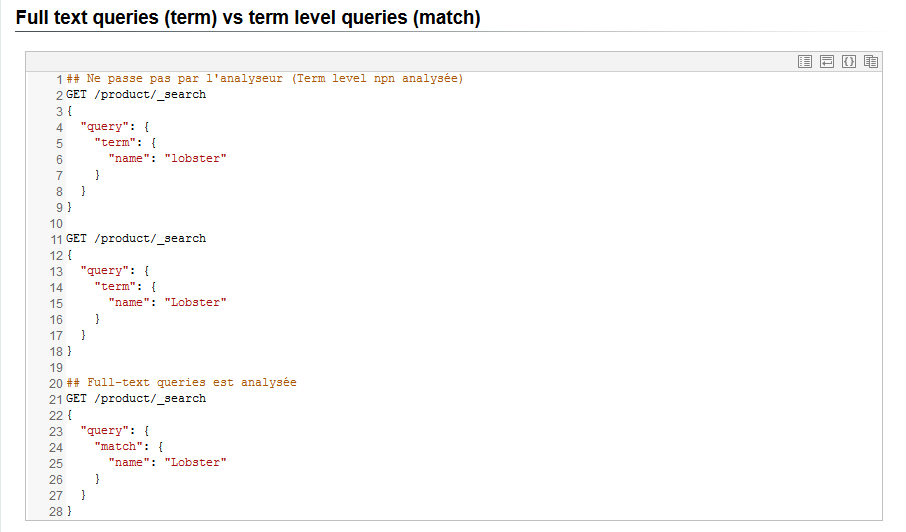 Full text queries (term) vs term level queries (match)
1 ## Ne passe pas par l'analyseur (Term level npn analysée)
2 GET /product/_search
3 {
4   "query": {
5     "term": {
6       "name": "lobster"
7     }
8   }
9 }
10
11 GET /product/_search
12 {
13   "query": {
14     "term": {
15       "name": "Lobster"
16     }
17   }
18 }
19
20 ## Full-text queries est analysée
21 GET /product/_search
22 {
23   "query": {
24     "match": {
25       "name": "Lobster"
26     }
27   }
28 }